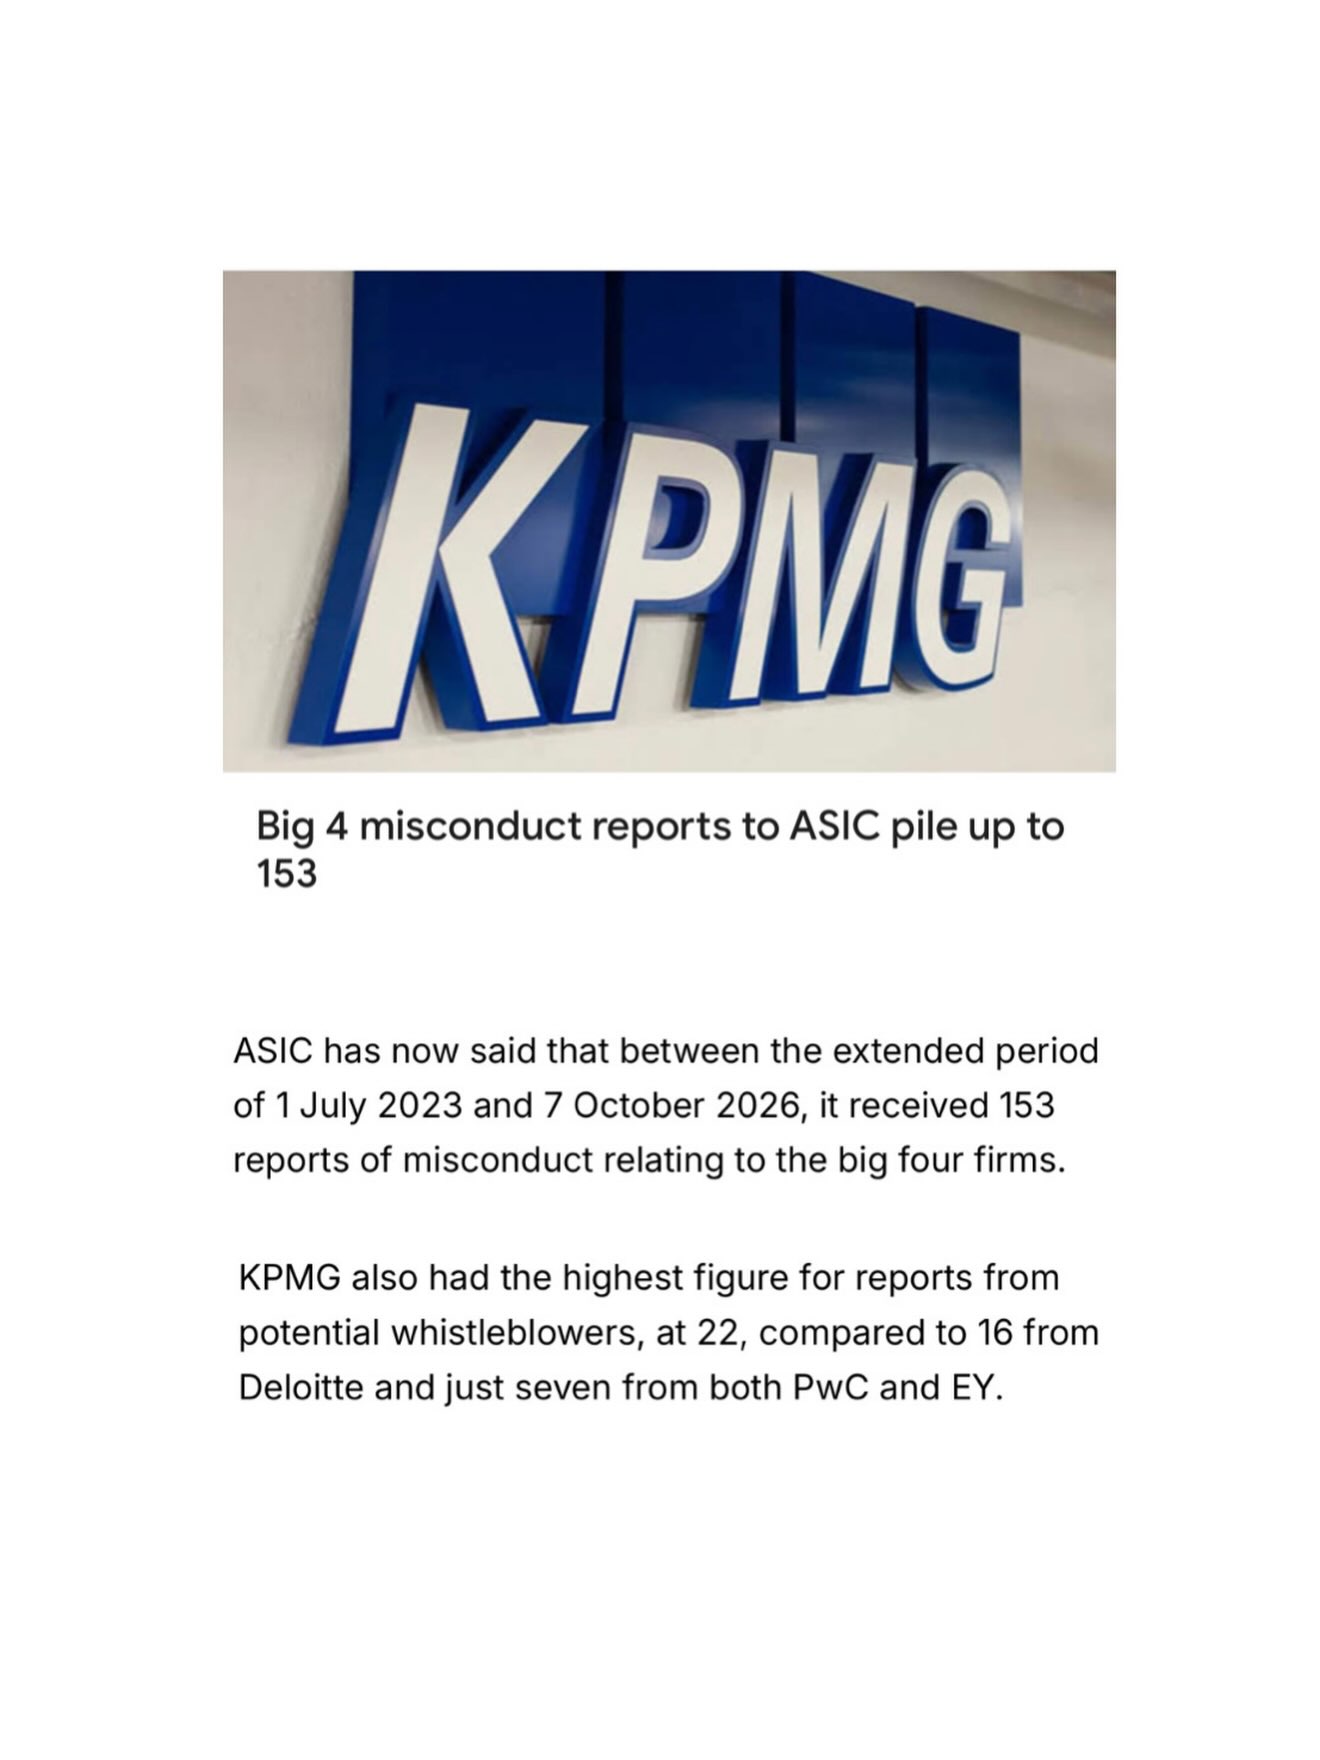 KPMG
Big 4 misconduct reports to ASIC pile up to
153
ASIC has now said that between the extended period
of 1 July 2023 and 7 October 2026, it received 153
reports of misconduct relating to the big four firms.
KPMG also had the highest figure for reports from
potential whistleblowers, at 22, compared to 16 from
Deloitte and just seven from both PwC and EY.